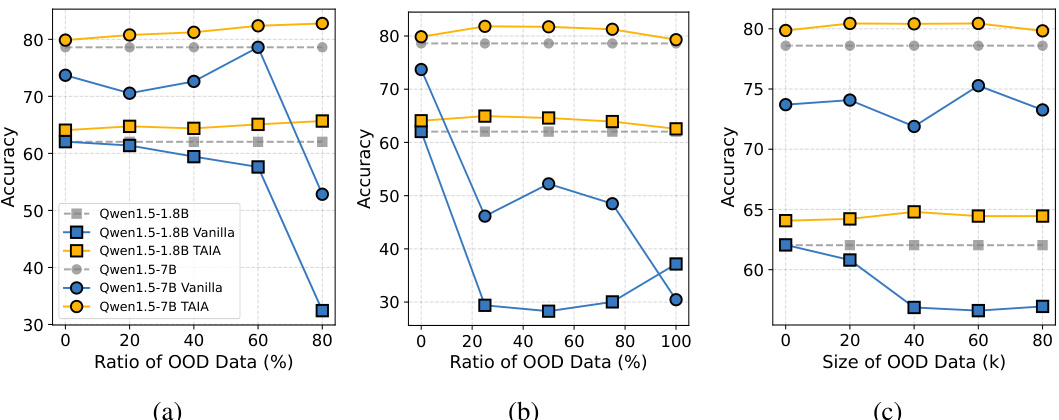 80
70
60
50
40
30
Accuracy
0 20 40 60 80
Ratio of OOD Data (%)
Qwen1.5-1.8B
Qwen1.5-1.8B Vanilla
Qwen1.5-1.8B TAIA
Qwen1.5-7B
Qwen1.5-7B Vanilla
Qwen1.5-7B TAIA
(a)
80
70
60
50
40
30
Accuracy
0 20 40 60 80 100
Ratio of OOD Data (%)
(b)
80
75
70
65
60
Accuracy
0 20 40 60 80
Size of OOD Data (k)
(c)